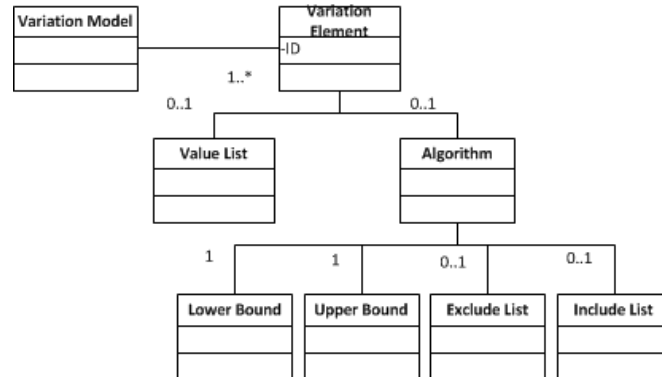 Variation Model
Variation
Element
-ID
1..*
0..1
0..1
Value List
Algorithm
1
1
0..1
0..1
Lower Bound
Upper Bound
Exclude List
Include List